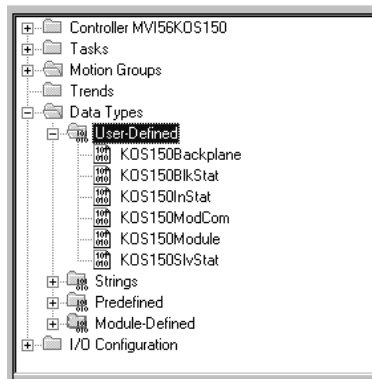 Controller MVI56KOS150
Tasks
Motion Groups
Trends
Data Types
User-Defined
KOS150Backplane
KOS150BlkStat
KOS150InStat
KOS150ModCom
KOS150Module
KOS150SlvStat
Strings
Predefined
Module-Defined
I/O Configuration